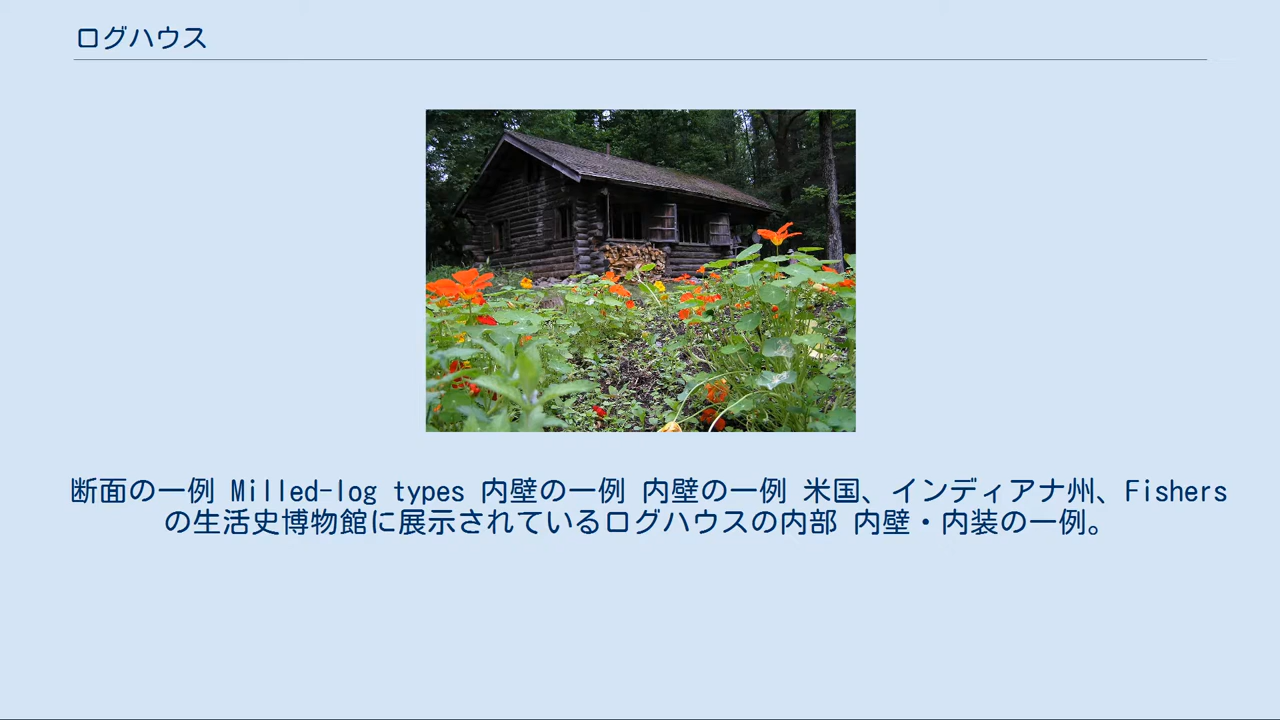 ログハウス
断面の一例 Milled-log types 内壁の一例 内壁の一例 米国、インディアナ州、Fishers
の生活史博物館に展示されているログハウスの内部 内壁・内装の一例。